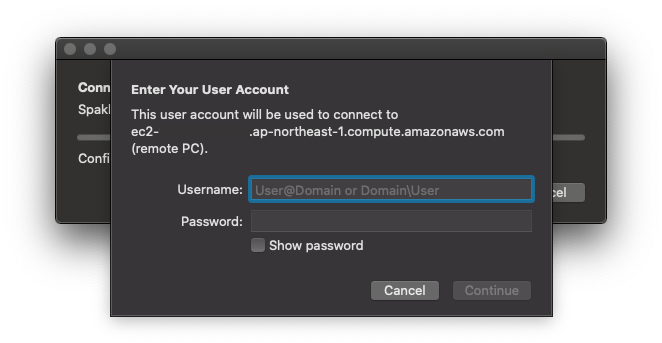 Conn
Enter Your User Account
Spakl
This user account will be used to connect to
ec2- .ap-northeast-1.compute.amazonaws.com
(remote PC).
Confi
Username: User@Domain or Domain\User
cel
Password:
Show password
Cancel Continue